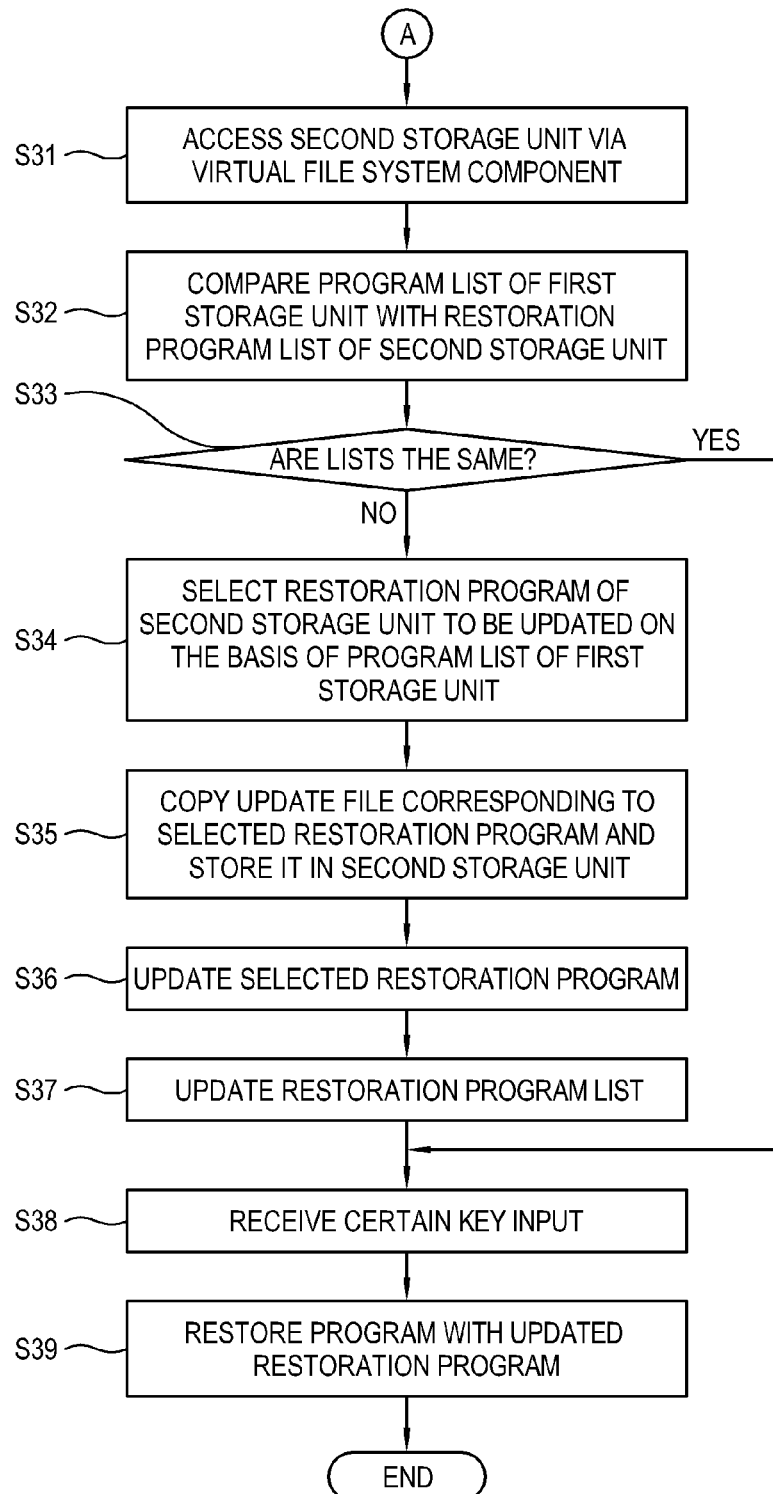 A
S31
ACCESS SECOND STORAGE UNIT VIA
VIRTUAL FILE SYSTEM COMPONENT
S32
COMPARE PROGRAM LIST OF FIRST
STORAGE UNIT WITH RESTORATION
PROGRAM LIST OF SECOND STORAGE UNIT
S33
ARE LISTS THE SAME?
YES
NO
S34
SELECT RESTORATION PROGRAM OF
SECOND STORAGE UNIT TO BE UPDATED ON
THE BASIS OF PROGRAM LIST OF FIRST
STORAGE UNIT
S35
COPY UPDATE FILE CORRESPONDING TO
SELECTED RESTORATION PROGRAM AND
STORE IT IN SECOND STORAGE UNIT
S36
UPDATE SELECTED RESTORATION PROGRAM
S37
UPDATE RESTORATION PROGRAM LIST
S38
RECEIVE CERTAIN KEY INPUT
S39
RESTORE PROGRAM WITH UPDATED
RESTORATION PROGRAM
END